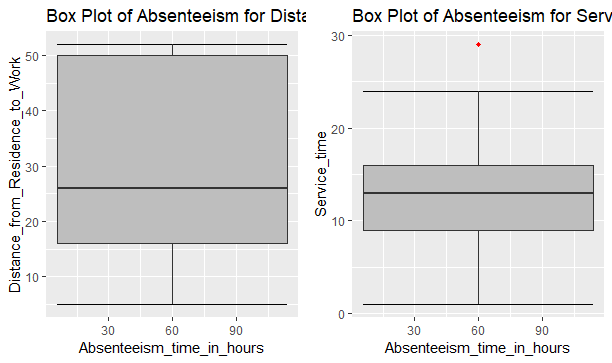 Box Plot of Absenteeism for Dista
50
40
30
20
10
Distance_from_Residence_to_Work
30 60 90
Absenteeism_time_in_hours
Box Plot of Absenteeism for Serv
30
20
10
0
Service_time
30 60 90
Absenteeism_time_in_hours